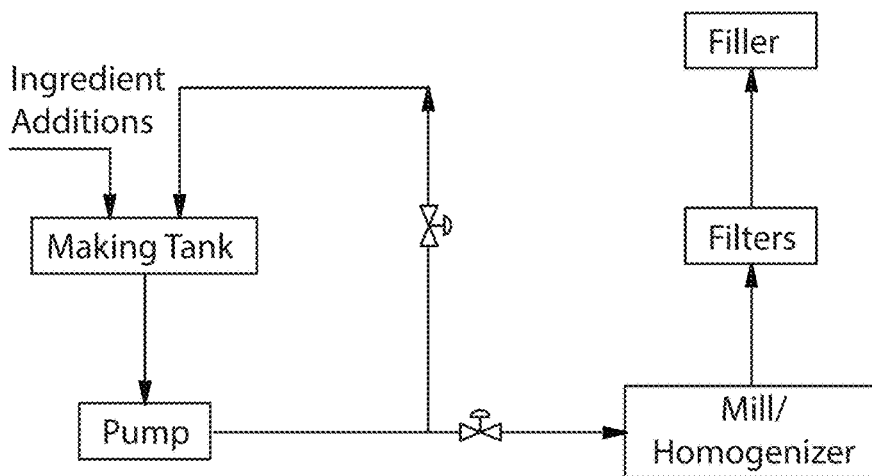 Filler
Ingredient
Additions
Making Tank
Filters
Pump
Mill/
Homogenizer